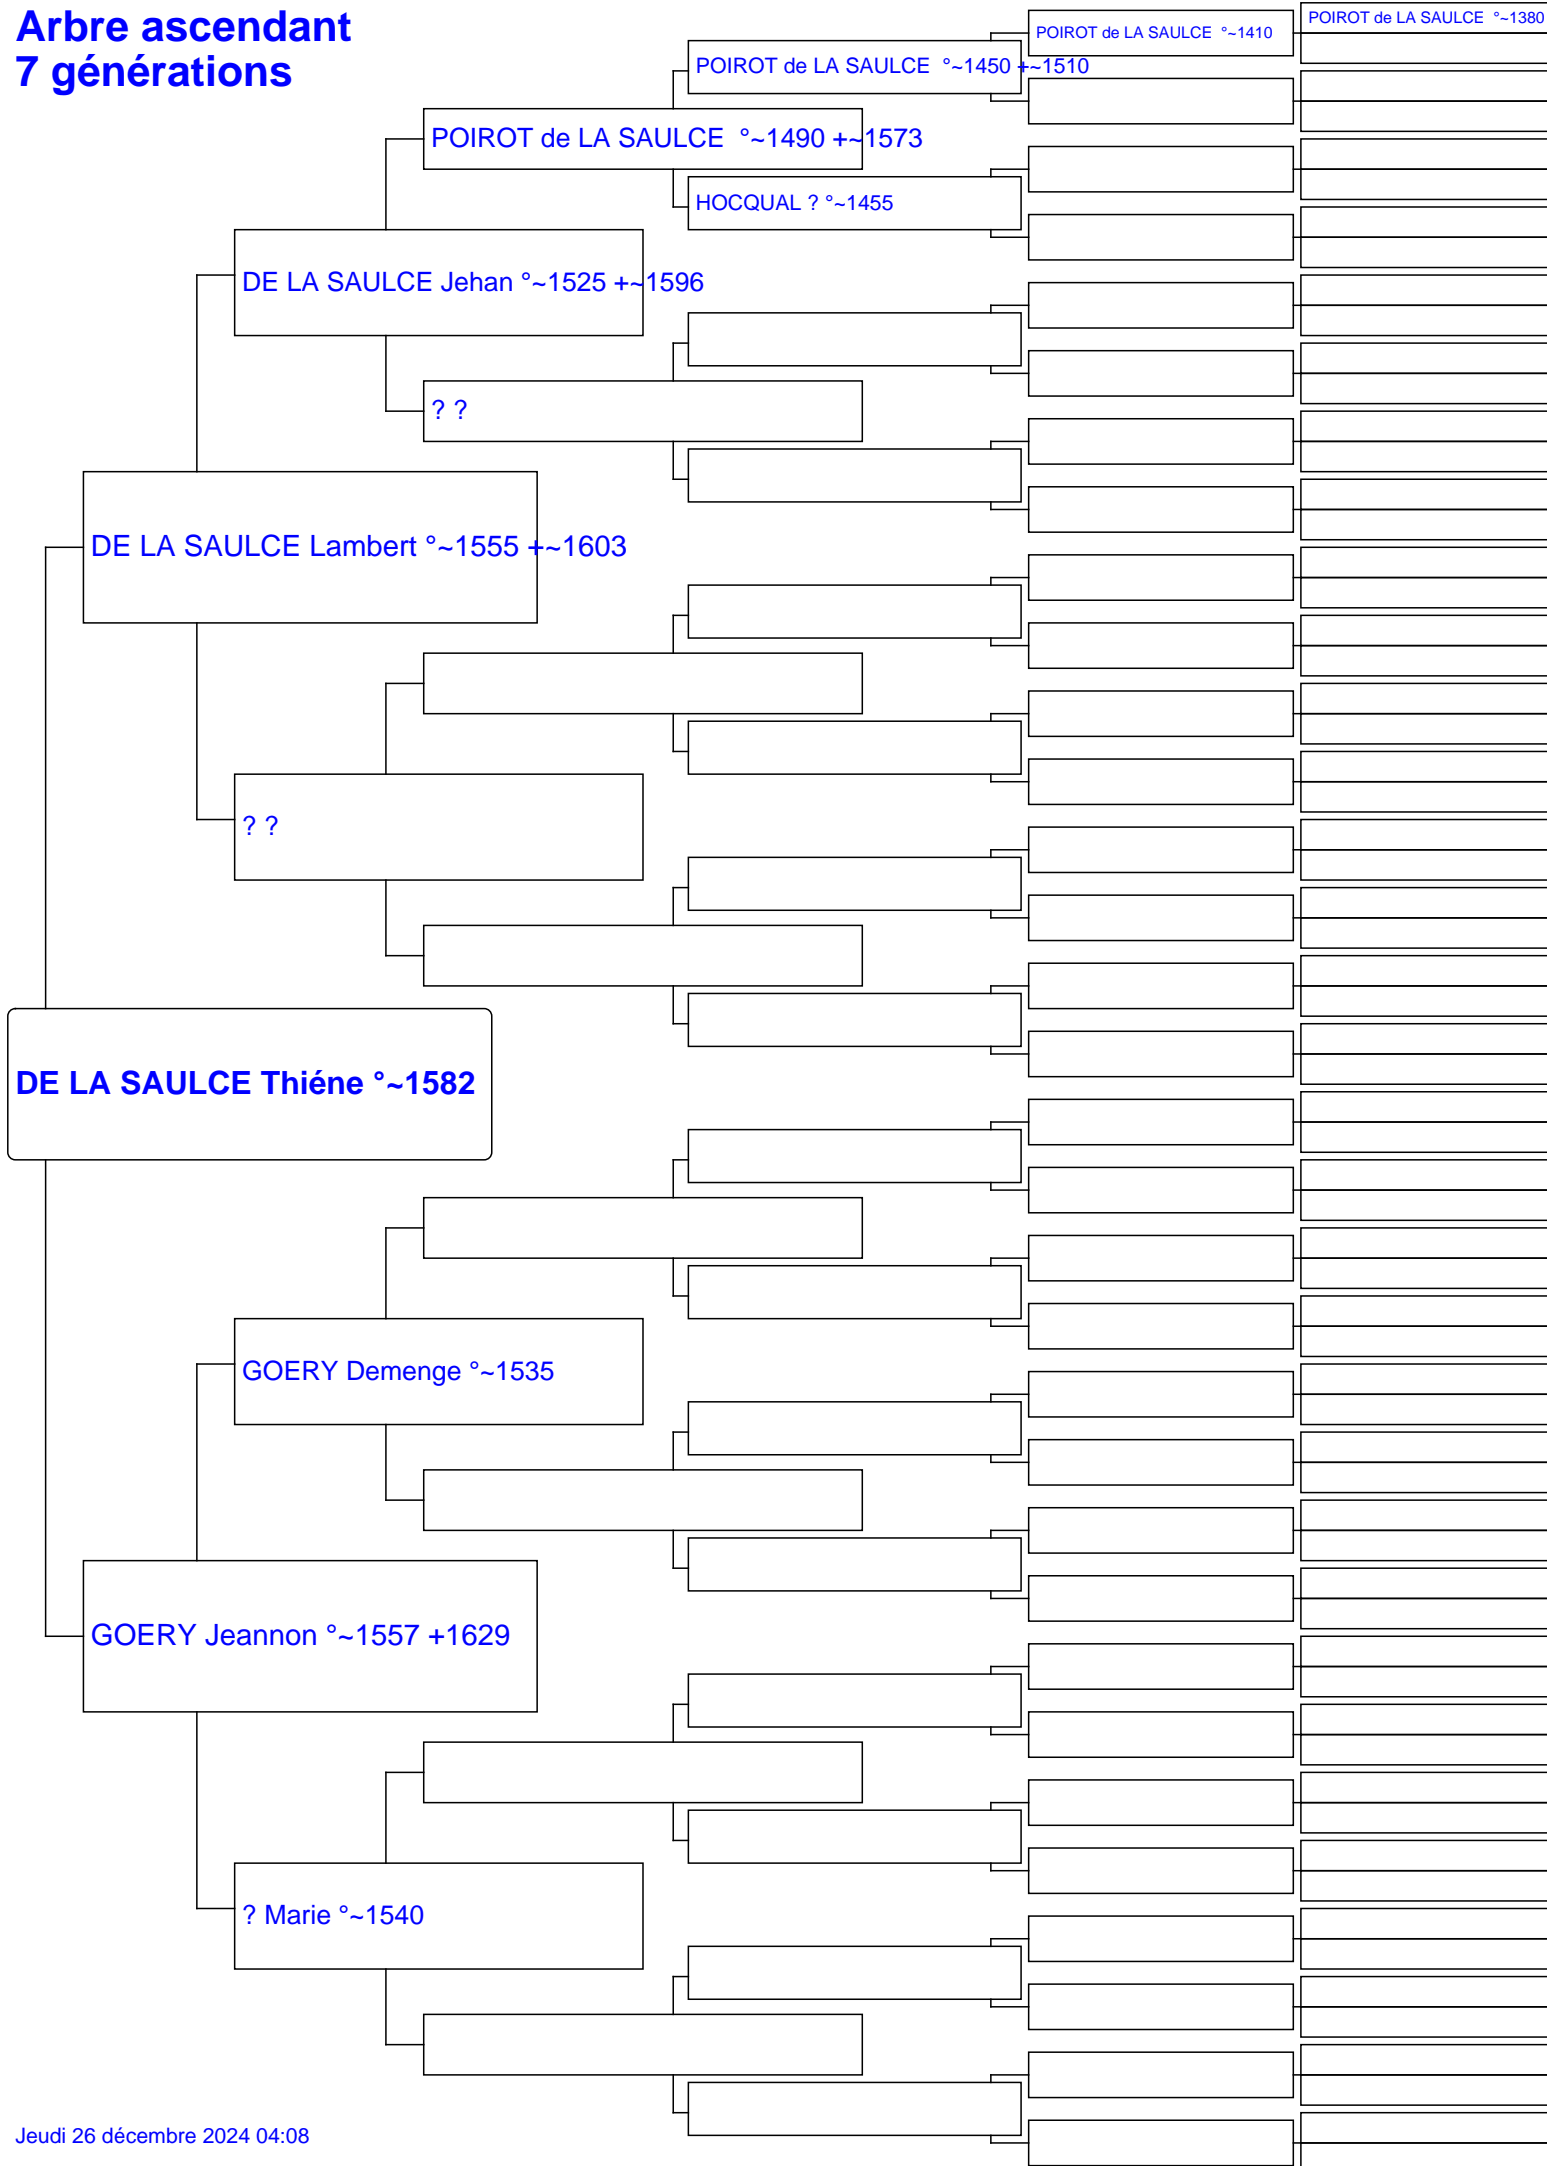 Arbre ascendant
7 générations
POIROT de LA SAULCE °~1380
POIROT de LA SAULCE °~1410
POIROT de LA SAULCE °~1450 +~1510
POIROT de LA SAULCE °~1490 +~1573
HOCQUAL ? °~1455
DE LA SAULCE Jehan °~1525 +~1596
? ?
DE LA SAULCE Lambert °~1555 +~1603
? ?
DE LA SAULCE Thiéne °~1582
GOERY Demenge °~1535
GOERY Jeannon °~1557 +1629
? Marie °~1540
Jeudi 26 décembre 2024 04:08